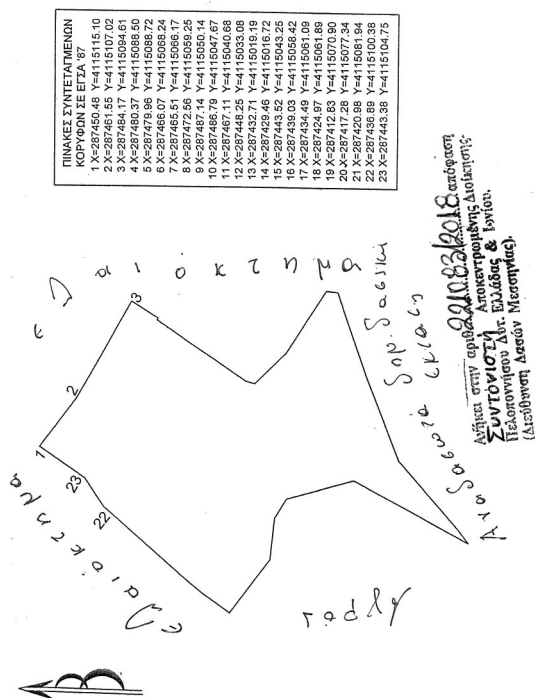 ΠΙΝΑΚΕΣ ΣΥΝΤΕΤΑΓΜΕΝΩΝ
ΚΟΡΥΦΩΝ ΣΕ ΕΓΣΑ '87
1 X=287450.48 Y=4115115.10
2 X=287461.55 Y=4115107.02
3 X=287484.17 Y=4115094.61
4 X=287480.37 Y=4115088.50
5 X=287479.96 Y=4115088.72
6 X=287466.07 Y=4115068.24
7 X=287465.51 Y=4115066.17
8 X=287472.56 Y=4115059.25
9 X=287487.14 Y=4115050.14
10 X=287486.79 Y=4115047.67
11 X=287467.11 Y=4115040.68
12 X=287448.25 Y=4115033.08
13 X=287432.71 Y=4115019.19
14 X=287429.46 Y=4115016.72
15 X=287443.52 Y=4115043.25
16 X=287439.03 Y=4115058.42
17 X=287434.49 Y=4115061.09
18 X=287424.97 Y=4115061.89
19 X=287412.83 Y=4115070.90
20 X=287417.28 Y=4115077.34
21 X=287420.98 Y=4115081.94
22 X=287436.89 Y=4115100.38
23 X=287443.38 Y=4115104.75
ελαιόκτημα
1
2
3
23
22
ελαιόκτημα
Αγρός
Αναδασωτέα δημ. δασική
έκταση
Ανήκει στην αριθ. 221083/2018 απόφαση
Συντονιστή Αποκεντρωμένης Διοίκησης
Πελοποννήσου Δυτ. Ελλάδας & Ιονίου.
(Διεύθυνση Δασών Μεσσηνίας).
Β